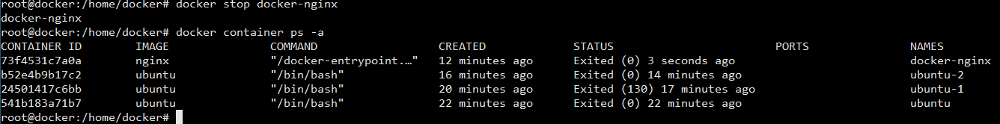 root@docker:/home/docker# docker stop docker-nginx
docker-nginx
root@docker:/home/docker# docker container ps -a
CONTAINER ID   IMAGE   COMMAND   CREATED   STATUS   PORTS   NAMES
73f4531c7a0a   nginx   "/docker-entrypoint.…"   12 minutes ago   Exited (0) 3 seconds ago   docker-nginx
b52e4b9b17c2   ubuntu   "/bin/bash"   16 minutes ago   Exited (0) 14 minutes ago   ubuntu-2
24501417c6bb   ubuntu   "/bin/bash"   20 minutes ago   Exited (130) 17 minutes ago   ubuntu-1
541b183a71b7   ubuntu   "/bin/bash"   22 minutes ago   Exited (0) 22 minutes ago   ubuntu
root@docker:/home/docker#